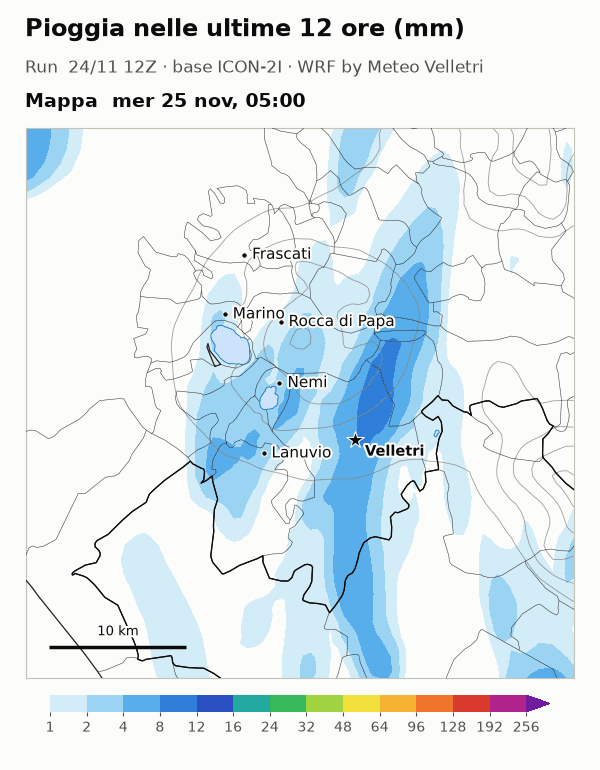 Pioggia nelle ultime 12 ore (mm)
Run  24/11 12Z · base ICON-2I · WRF by Meteo Velletri
Mappa  mer 25 nov, 05:00
Frascati
Marino
Rocca di Papa
Nemi
Velletri
Lanuvio
10 km
1 2 4 8 12 16 24 32 48 64 96 128 192 256